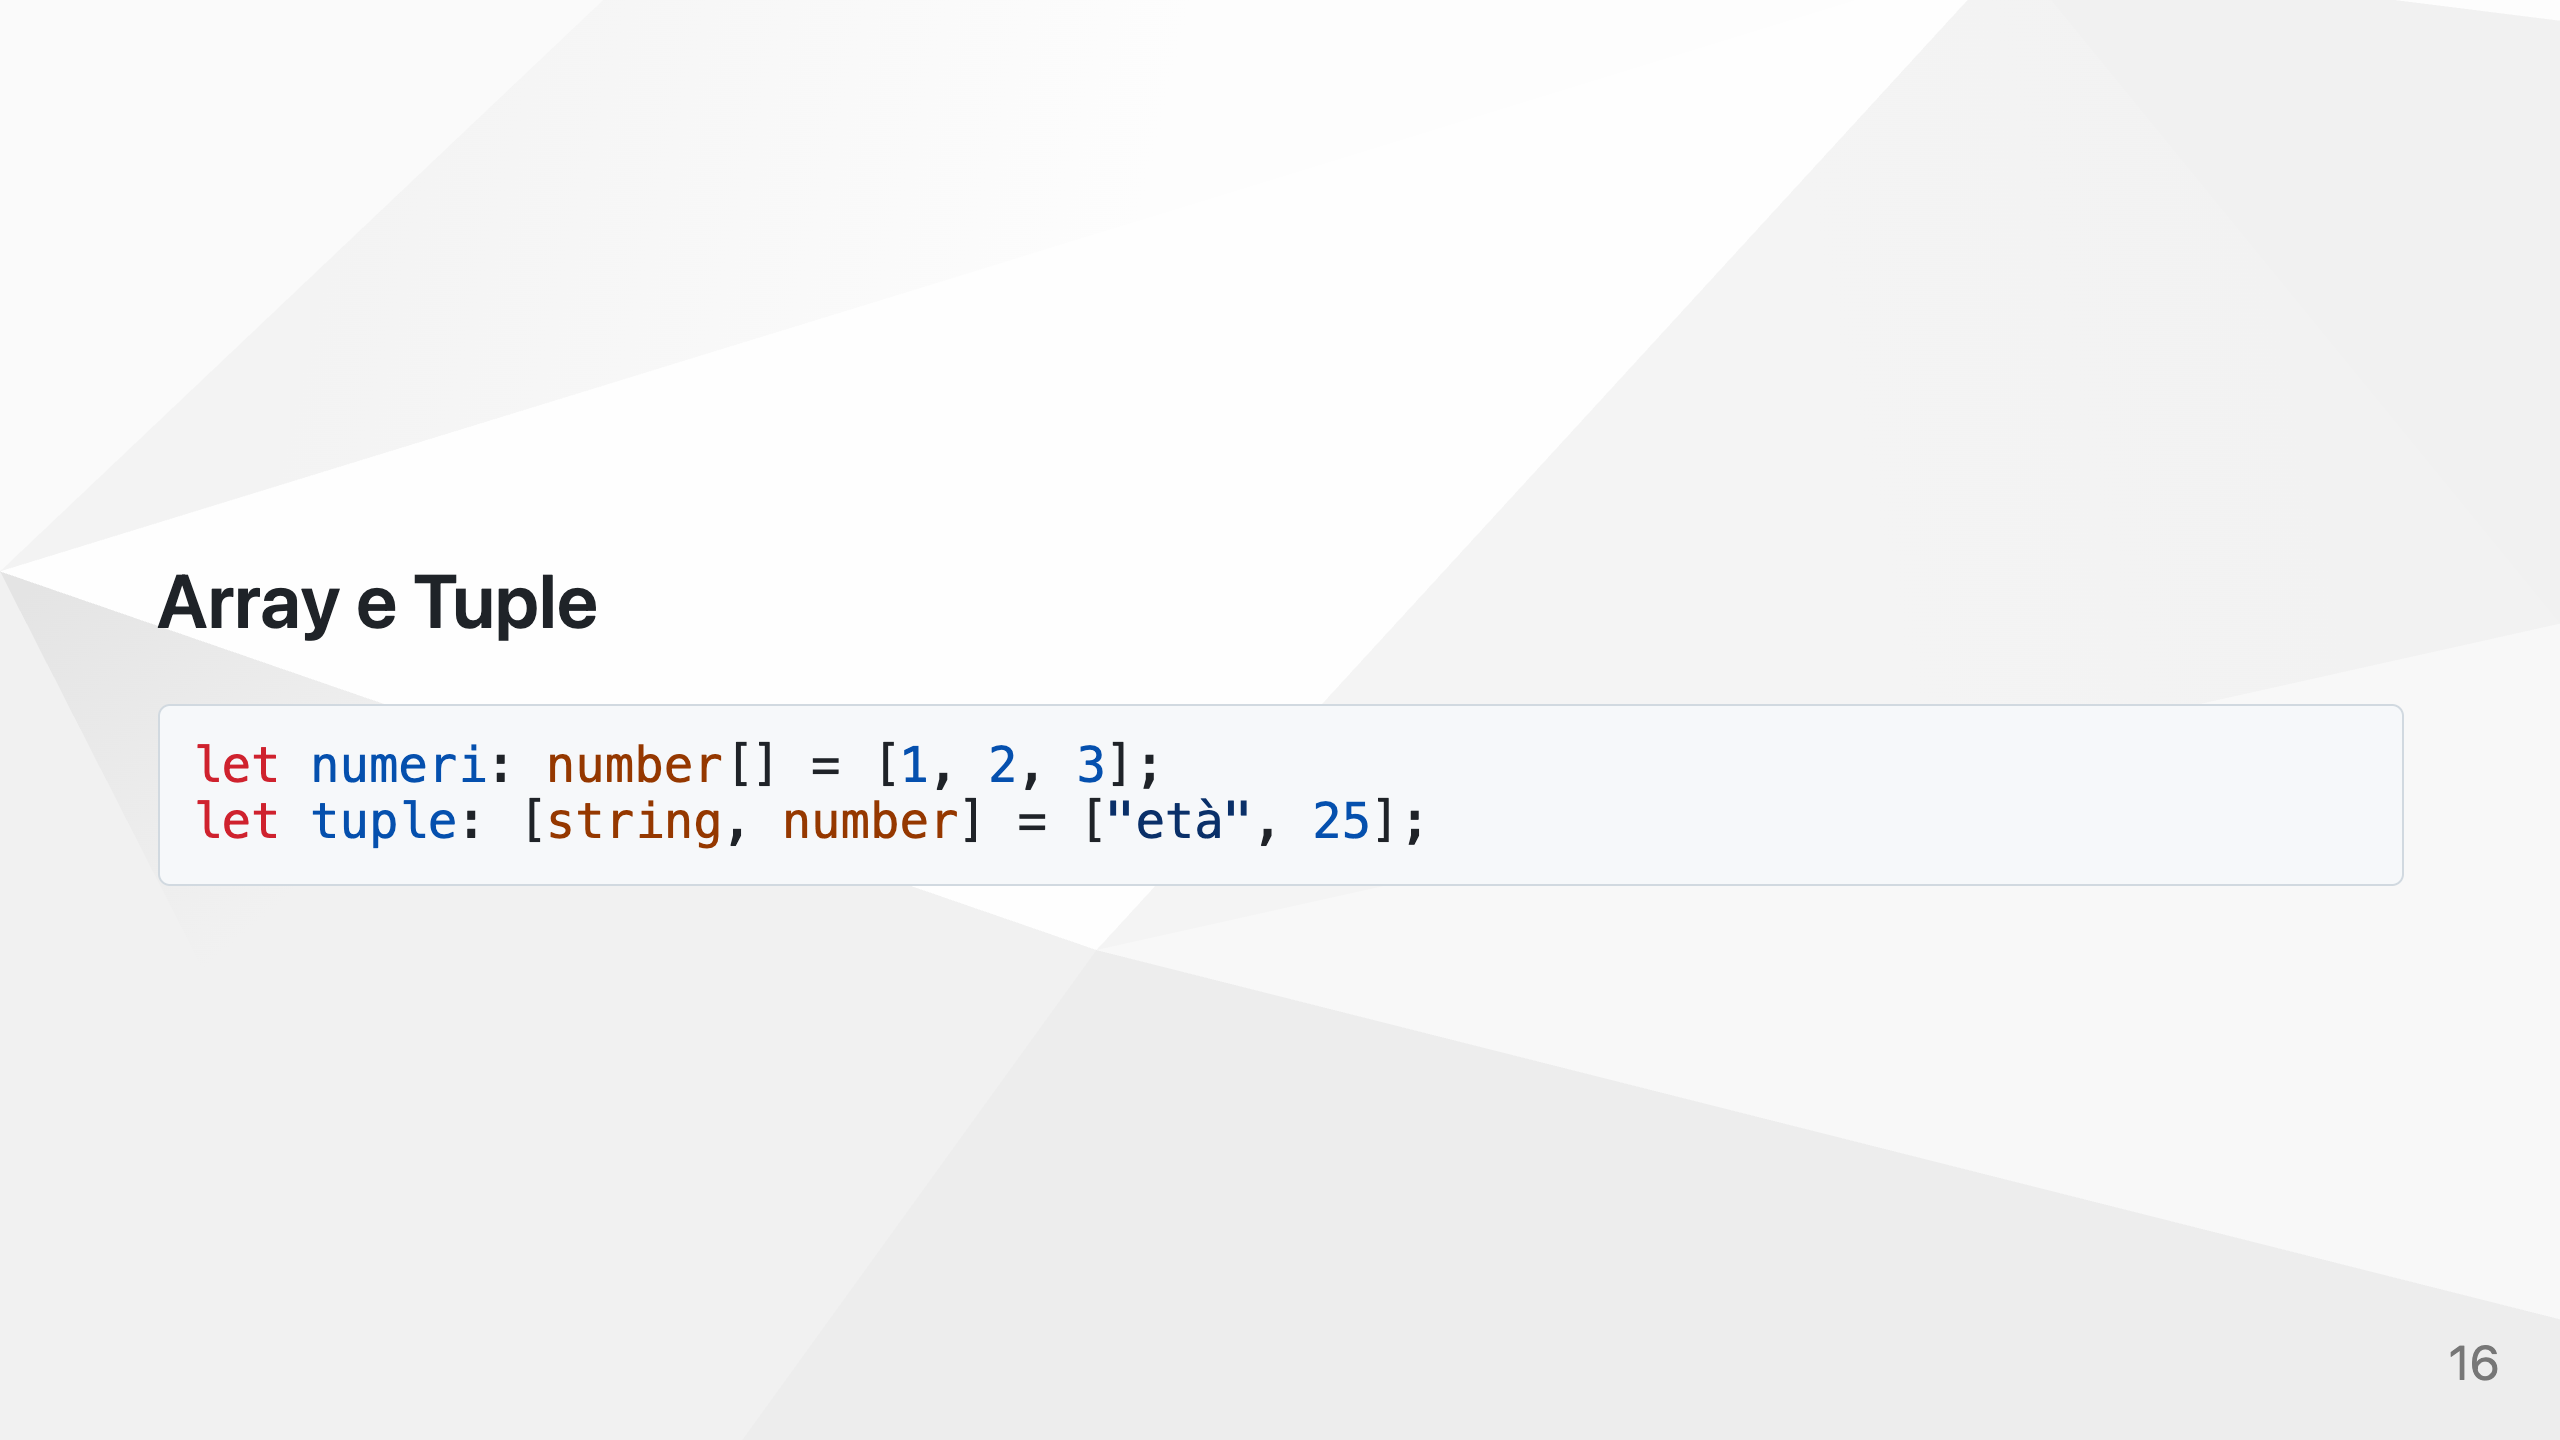 Array e Tuple
let numeri: number[] = [1, 2, 3];
let tuple: [string, number] = ["età", 25];
16